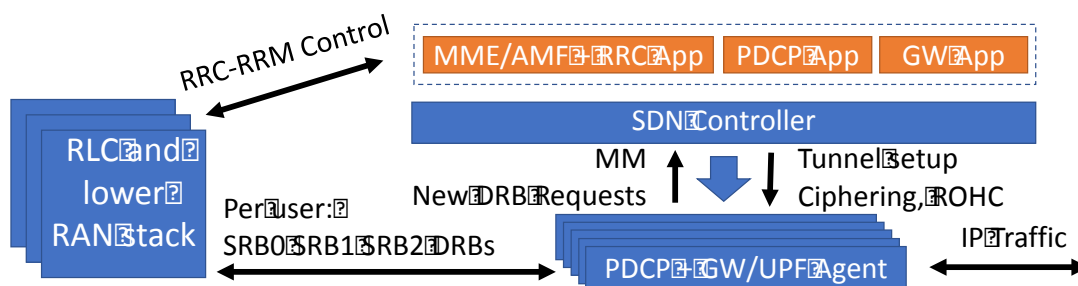 RRC-RRM Control
MME/AMF + RRC App
PDCP App
GW App
SDN Controller
RLC and
lower
RAN stack
MM
New DRB Requests
Tunnel setup
Ciphering, ROHC
Per user:
SRB0 SRB1 SRB2 DRBs
PDCP + GW/UPF Agent
IP Traffic